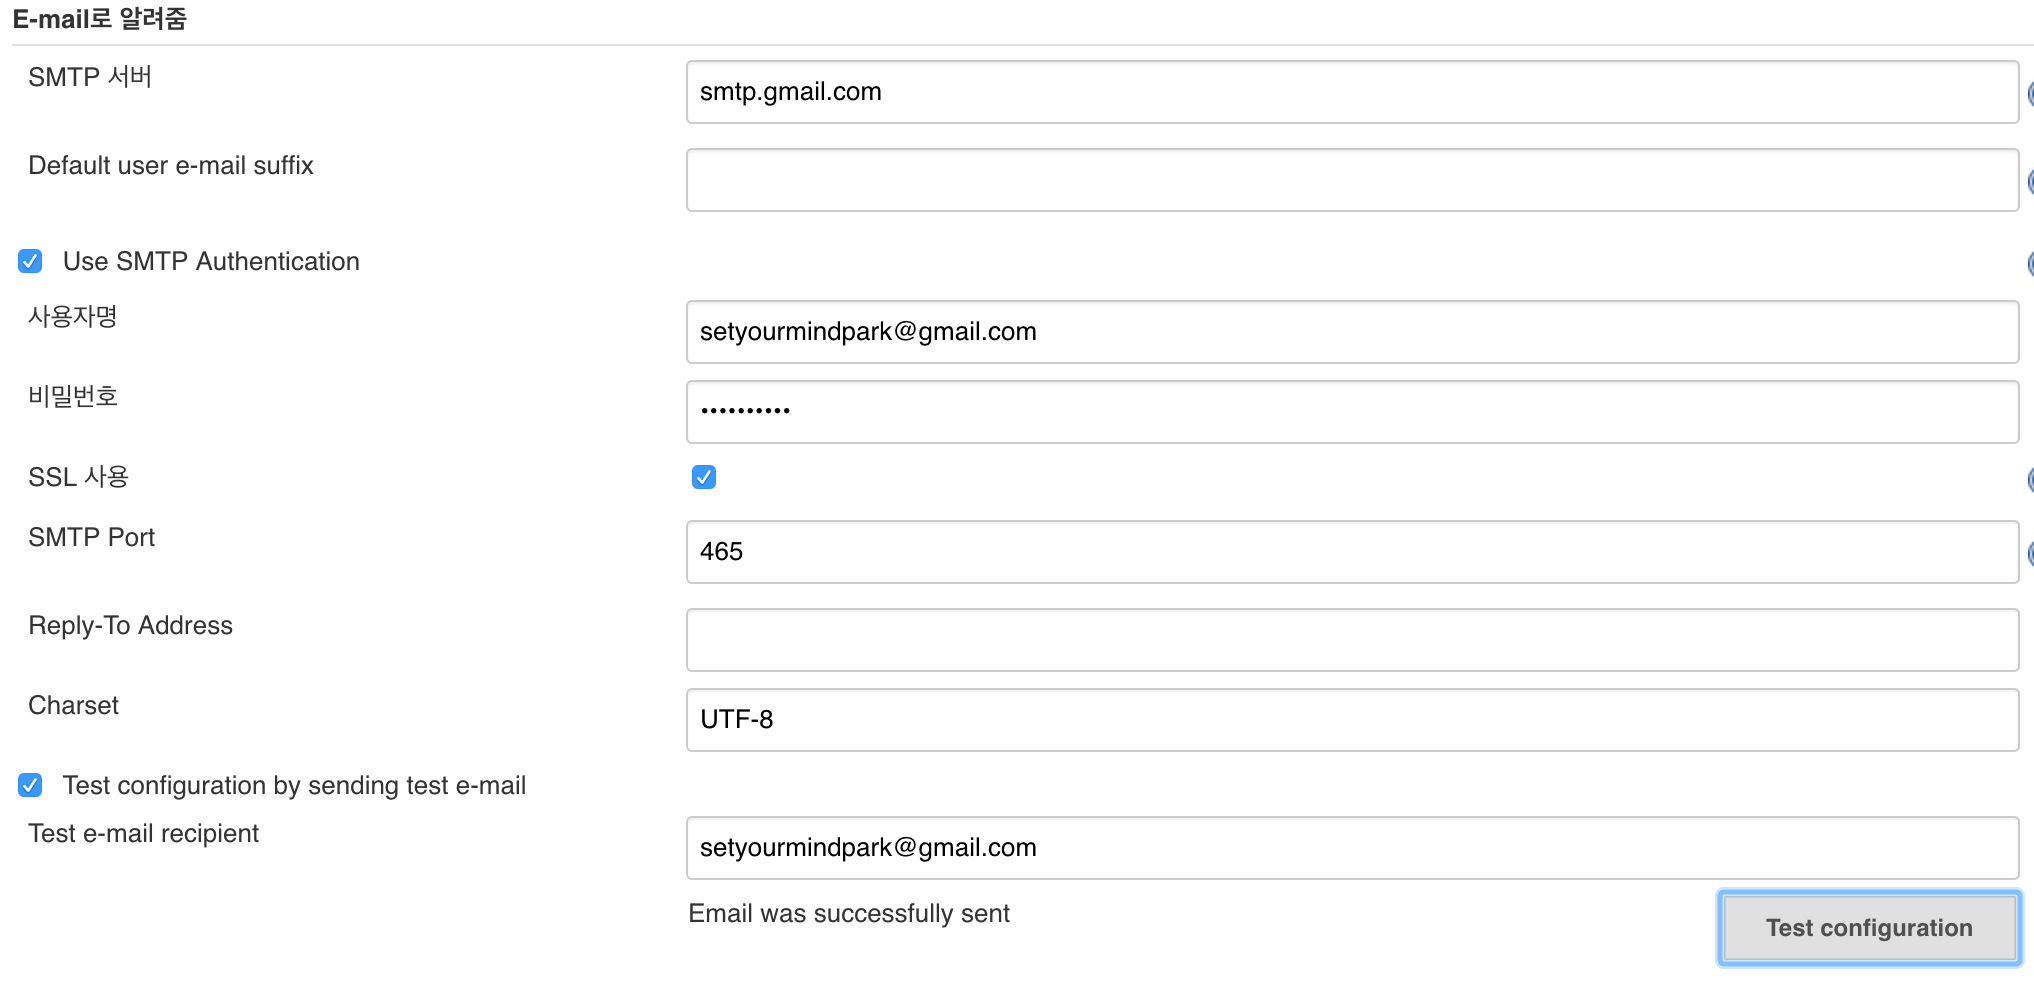 E-mail로 알려줌
SMTP 서버
smtp.gmail.com
Default user e-mail suffix
Use SMTP Authentication
사용자명
setyourmindpark@gmail.com
비밀번호
••••••••••
SSL 사용
SMTP Port
465
Reply-To Address
Charset
UTF-8
Test configuration by sending test e-mail
Test e-mail recipient
setyourmindpark@gmail.com
Email was successfully sent
Test configuration